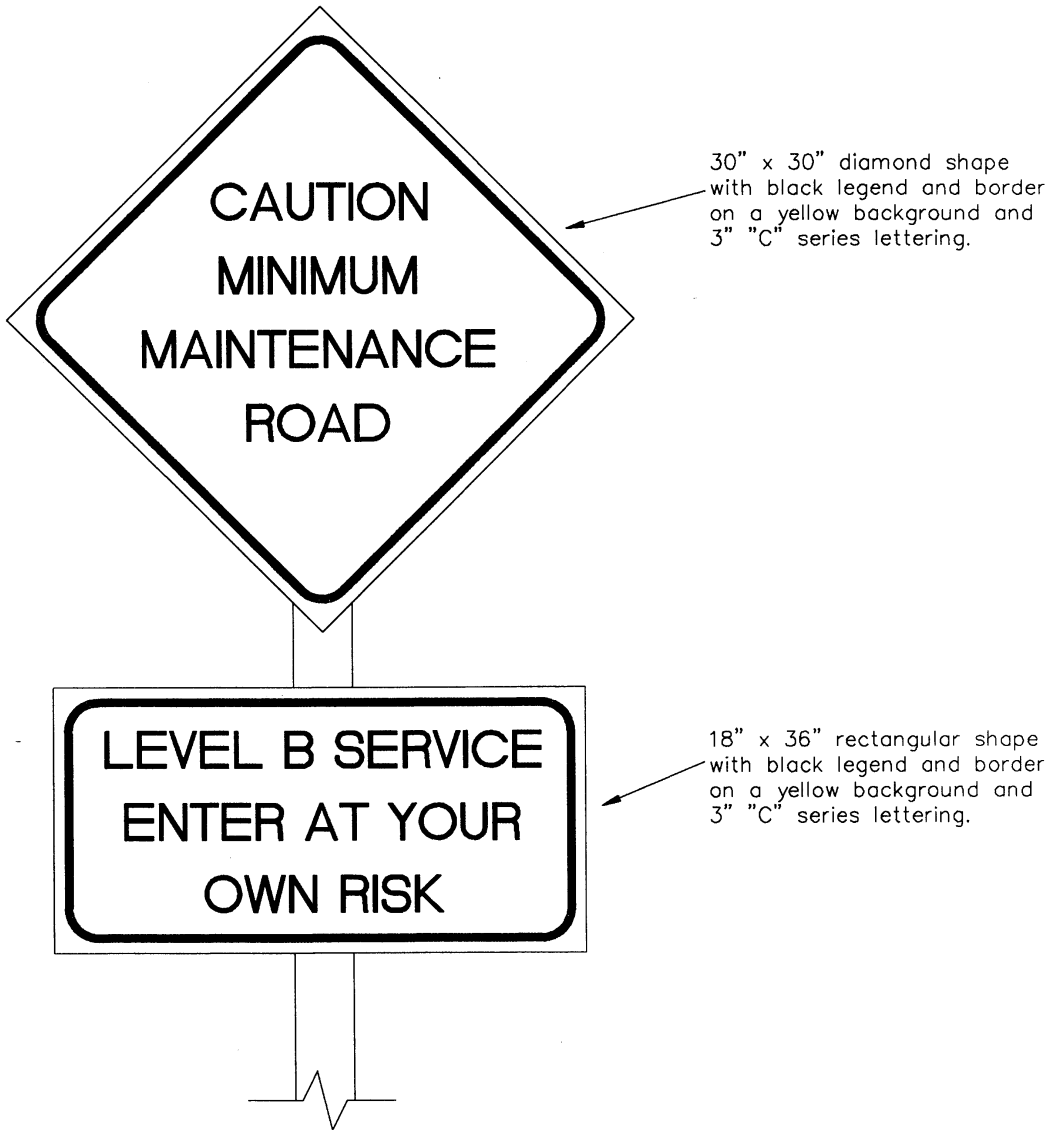 CAUTION
MINIMUM
MAINTENANCE
ROAD
30" x 30" diamond shape
with black legend and border
on a yellow background and
3" "C" series lettering.
LEVEL B SERVICE
ENTER AT YOUR
OWN RISK
18" x 36" rectangular shape
with black legend and border
on a yellow background and
3" "C" series lettering.